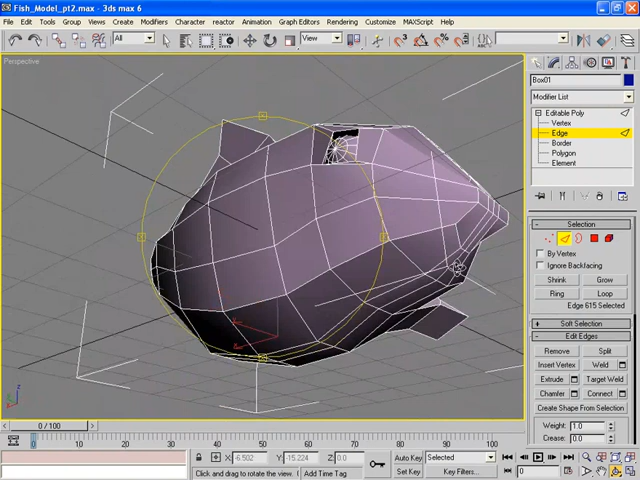 Fish_Model_pt2.max - 3ds max 6
File Edit Tools Group Views Create Modifiers Character reactor Animation Graph Editors Rendering Customize MAXScript Help
All View
Perspective
Box01
Modifier List
Editable Poly
Vertex
Edge
Border
Polygon
Element
Selection
By Vertex
Ignore Backfacing
Shrink Grow
Ring Loop
Edge 615 Selected
Soft Selection
Edit Edges
Remove Split
Insert Vertex Weld
Extrude Target Weld
Chamfer Connect
Create Shape From Selection
Weight: 1.0
Crease: 0.0
z
0 / 100
0 10 20 30 40 50 60 70 80 90 100
X: -6.502 Y: -15.224 Z: 0.0
Auto Key Selected
Click and drag to rotate the view. Add Time Tag
Set Key Key Filters... 0